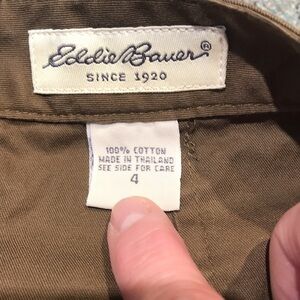 Eddie Bauer®
SINCE 1920
100% COTTON
MADE IN THAILAND
SEE SIDE FOR CARE
4